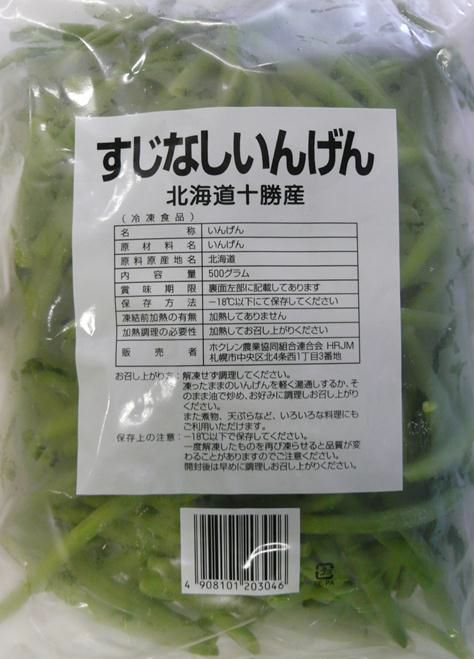 すじなしいんげん
北海道十勝産
（冷凍食品）
名称 いんげん
原材料名 いんげん
原料原産地名 北海道
内容量 500グラム
賞味期限 裏面左部に記載してあります
保存方法 −18℃以下にて保存してください
凍結前加熱の有無 加熱してありません
加熱調理の必要性 加熱してお召し上がりください
販売者 ホクレン農業協同組合連合会 HRJM
札幌市中央区北4条西1丁目3番地
お召し上がり方：解凍せず調理してください。
凍ったままのいんげんを軽く湯通しするか、そ
のまま油で炒め、お好みに調理しお召し上がり
ください。
また煮物、天ぷらなど、いろいろな料理にも
ご利用いただけます。
保存上の注意：−18℃以下で保存してください。
一度解凍したものを再び凍らせると品質が変
わることがありますのでご注意ください。
開封後は早めに調理しお召し上がりください。
4 908101 203046
プラ
PE, PA